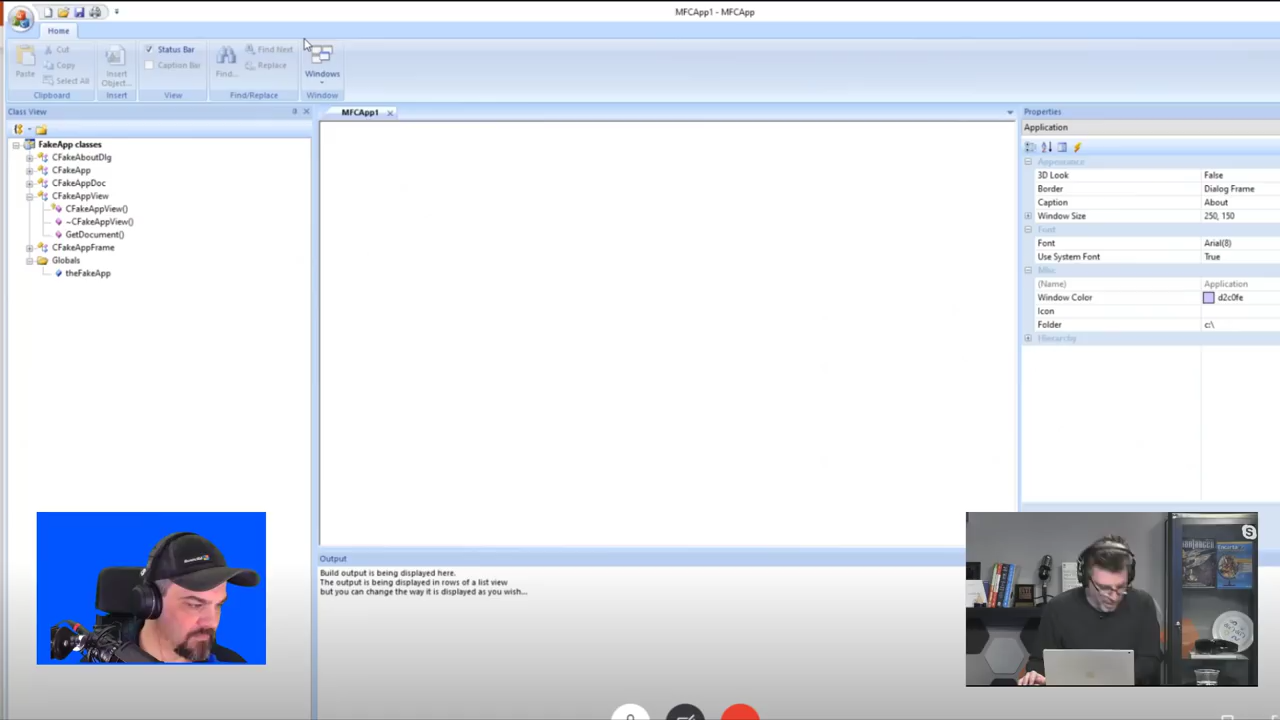 MFCApp1 - MFCApp
Home
Cut
Copy
Select All
Paste
Clipboard
Insert
Object...
Insert
Status Bar
Caption Bar
View
Find...
Find Next
Replace
Find/Replace
Windows
Window
Class View
FakeApp classes
CFakeAboutDlg
CFakeApp
CFakeAppDoc
CFakeAppView
CFakeAppView()
~CFakeAppView()
GetDocument()
CFakeAppFrame
Globals
theFakeApp
MFCApp1
Output
Build output is being displayed here.
The output is being displayed in rows of a list view
but you can change the way it is displayed as you wish...
Properties
Application
Appearance
3D Look False
Border Dialog Frame
Caption About
Window Size 250, 150
Font
Font Arial(8)
Use System Font True
Misc
(Name) Application
Window Color d2c0fe
Icon
Folder c:\
Hierarchy